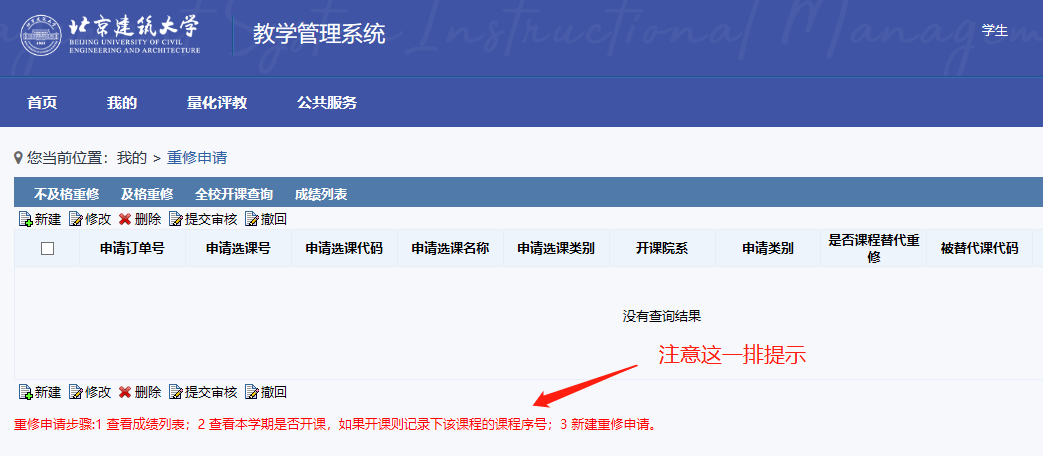 北京建筑大学
BEIJING UNIVERSITY OF CIVIL
ENGINEERING AND ARCHITECTURE
教学管理系统
学生
首页 我的 量化评教 公共服务
您当前位置：我的 > 重修申请
不及格重修 及格重修 全校开课查询 成绩列表
新建 修改 删除 提交审核 撤回
申请订单号 申请选课号 申请选课代码 申请选课名称 申请选课类别 开课院系 申请类别 是否课程替代重修 被替代课代码
没有查询结果
注意这一排提示
新建 修改 删除 提交审核 撤回
重修申请步骤:1 查看成绩列表；2 查看本学期是否开课，如果开课则记录下该课程的课程序号；3 新建重修申请。